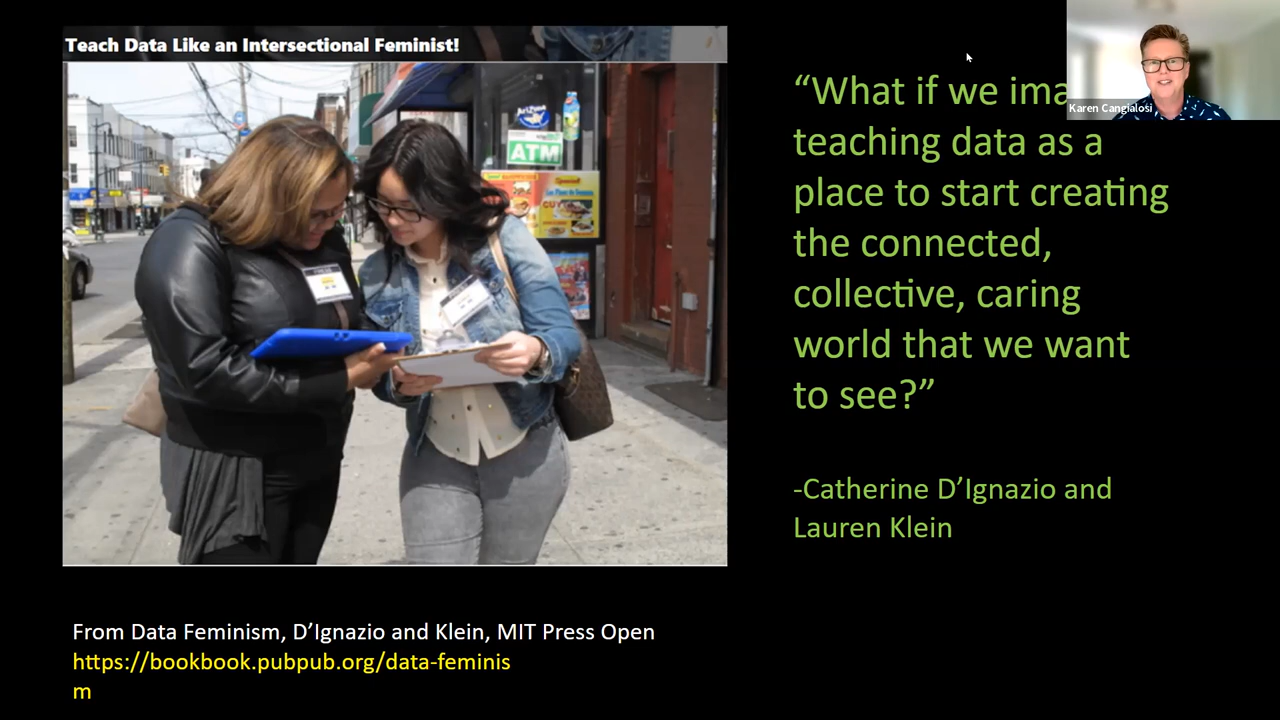 Teach Data Like an Intersectional Feminist!
ATM
“What if we
teaching data as a
place to start creating
the connected,
collective, caring
world that we want
to see?”
-Catherine D’Ignazio and
Lauren Klein
Karen Cangialosi
From Data Feminism, D’Ignazio and Klein, MIT Press Open
https://bookbook.pubpub.org/data-feminis
m